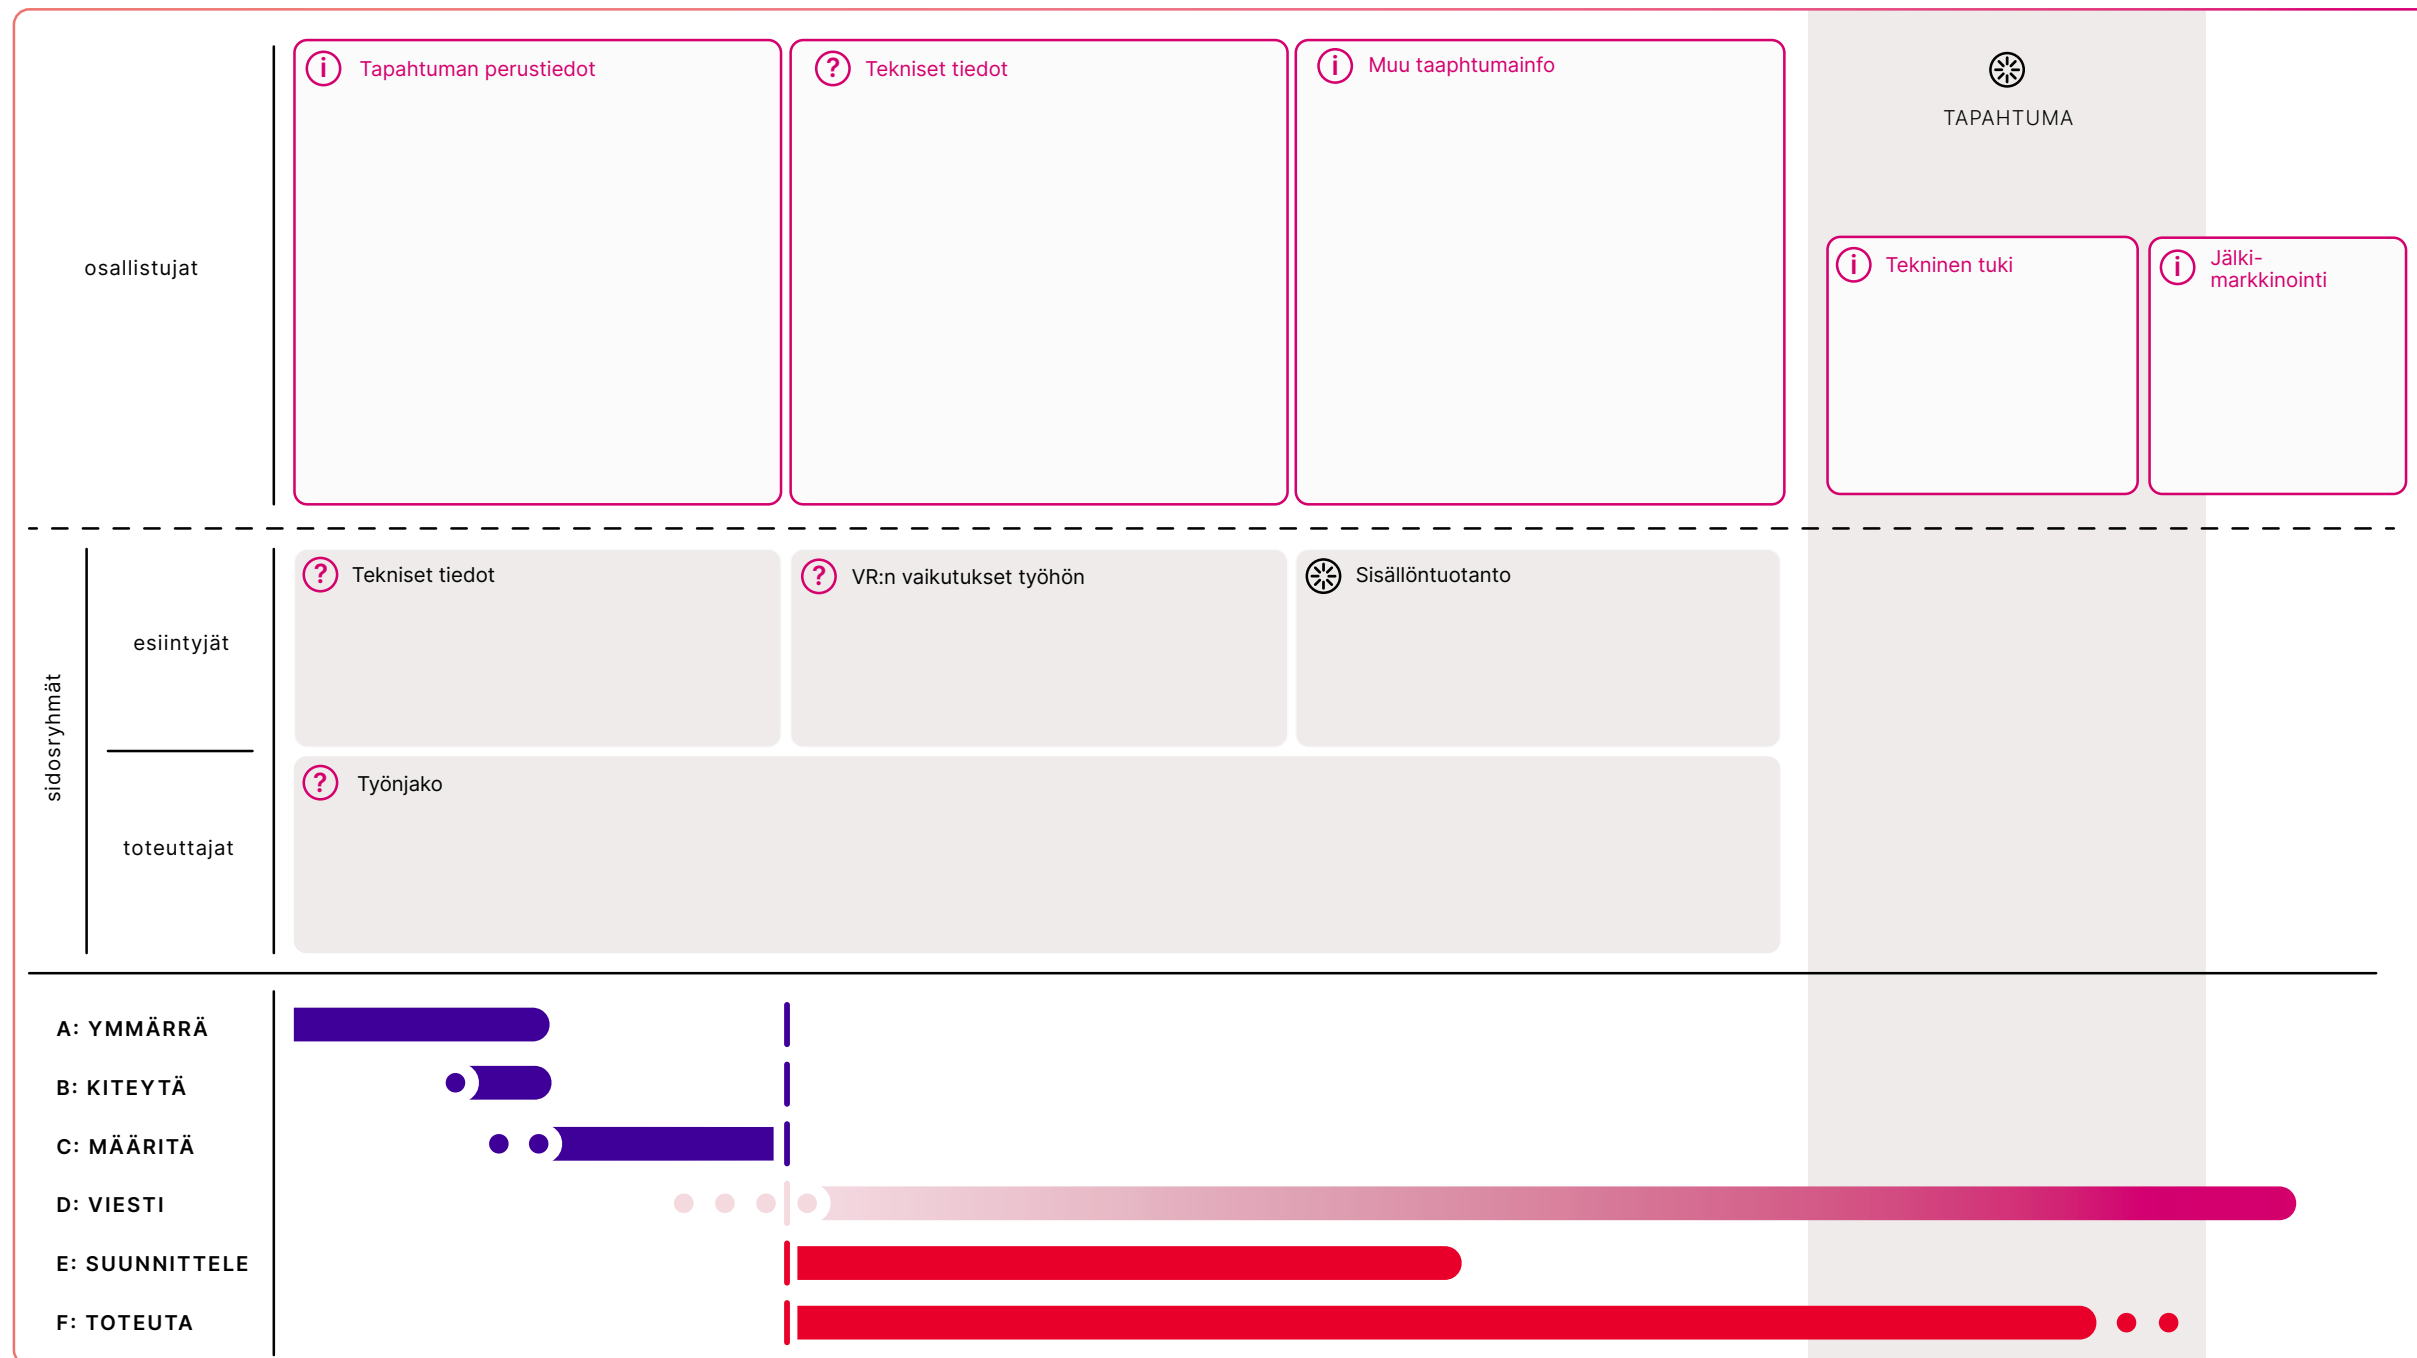 Tapahtuman perustiedot
Tekniset tiedot
Muu taaphtumainfo
TAPAHTUMA
osallistujat
Tekninen tuki
Jälki-
markkinointi
sidosryhmät
esiintyjät
Tekniset tiedot
VR:n vaikutukset työhön
Sisällöntuotanto
toteuttajat
Työnjako
A: YMMÄRRÄ
B: KITEYTÄ
C: MÄÄRITÄ
D: VIESTI
E: SUUNNITTELE
F: TOTEUTA